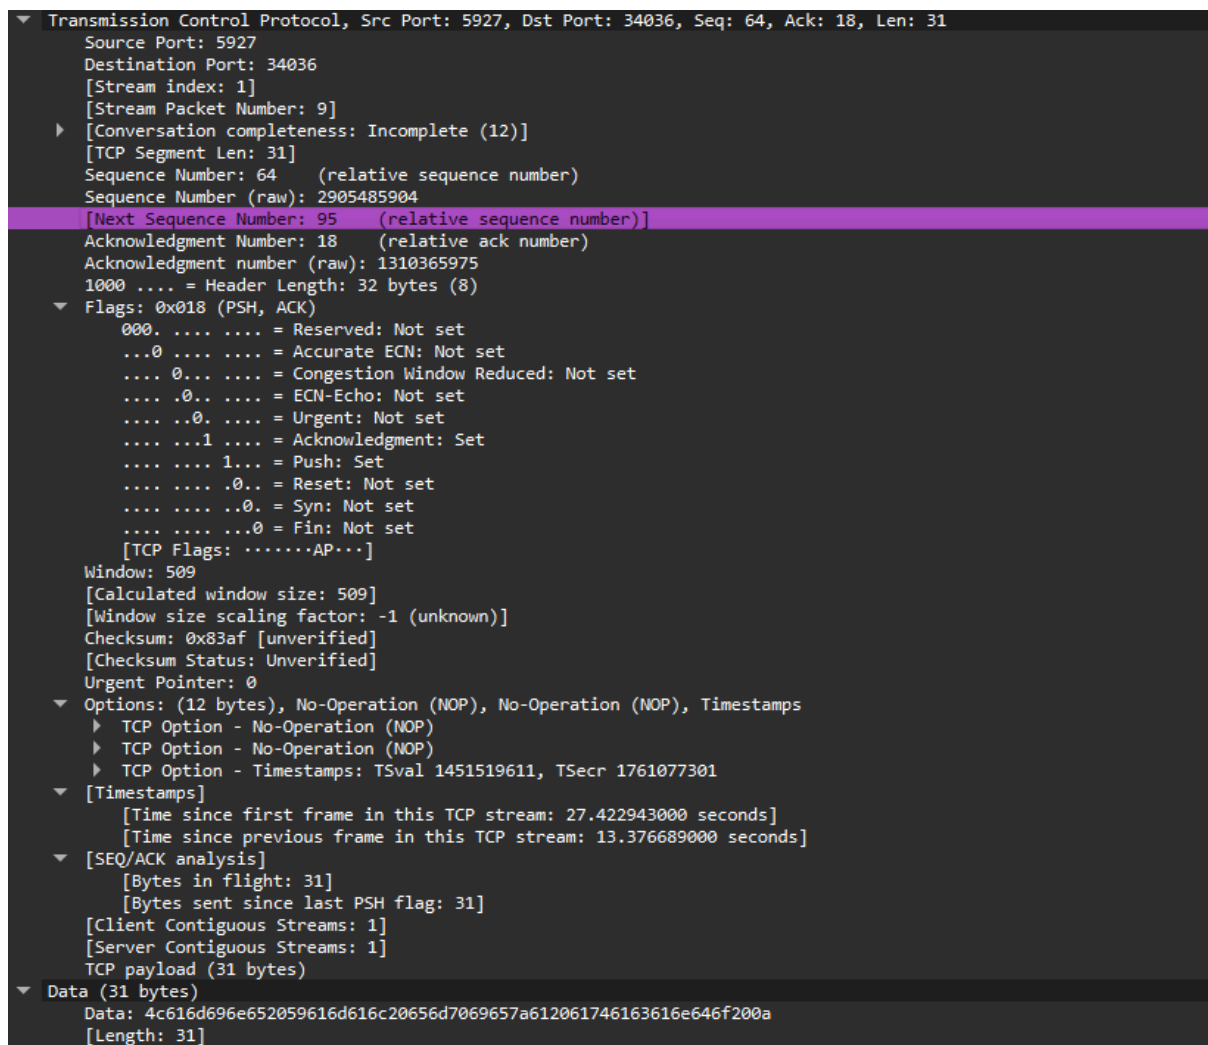 Transmission Control Protocol, Src Port: 5927, Dst Port: 34036, Seq: 64, Ack: 18, Len: 31
Source Port: 5927
Destination Port: 34036
[Stream index: 1]
[Stream Packet Number: 9]
[Conversation completeness: Incomplete (12)]
[TCP Segment Len: 31]
Sequence Number: 64    (relative sequence number)
Sequence Number (raw): 2905485904
[Next Sequence Number: 95    (relative sequence number)]
Acknowledgment Number: 18    (relative ack number)
Acknowledgment number (raw): 1310365975
1000 .... = Header Length: 32 bytes (8)
Flags: 0x018 (PSH, ACK)
000. .... .... = Reserved: Not set
...0 .... .... = Accurate ECN: Not set
.... 0... .... = Congestion Window Reduced: Not set
.... .0.. .... = ECN-Echo: Not set
.... ..0. .... = Urgent: Not set
.... ...1 .... = Acknowledgment: Set
.... .... 1... = Push: Set
.... .... .0.. = Reset: Not set
.... .... ..0. = Syn: Not set
.... .... ...0 = Fin: Not set
[TCP Flags: ·······AP···]
Window: 509
[Calculated window size: 509]
[Window size scaling factor: -1 (unknown)]
Checksum: 0x83af [unverified]
[Checksum Status: Unverified]
Urgent Pointer: 0
Options: (12 bytes), No-Operation (NOP), No-Operation (NOP), Timestamps
TCP Option - No-Operation (NOP)
TCP Option - No-Operation (NOP)
TCP Option - Timestamps: TSval 1451519611, TSecr 1761077301
[Timestamps]
[Time since first frame in this TCP stream: 27.422943000 seconds]
[Time since previous frame in this TCP stream: 13.376689000 seconds]
[SEQ/ACK analysis]
[Bytes in flight: 31]
[Bytes sent since last PSH flag: 31]
[Client Contiguous Streams: 1]
[Server Contiguous Streams: 1]
TCP payload (31 bytes)
Data (31 bytes)
Data: 4c616d696e652059616d616c20656d7069657a612061746163616e646f200a
[Length: 31]